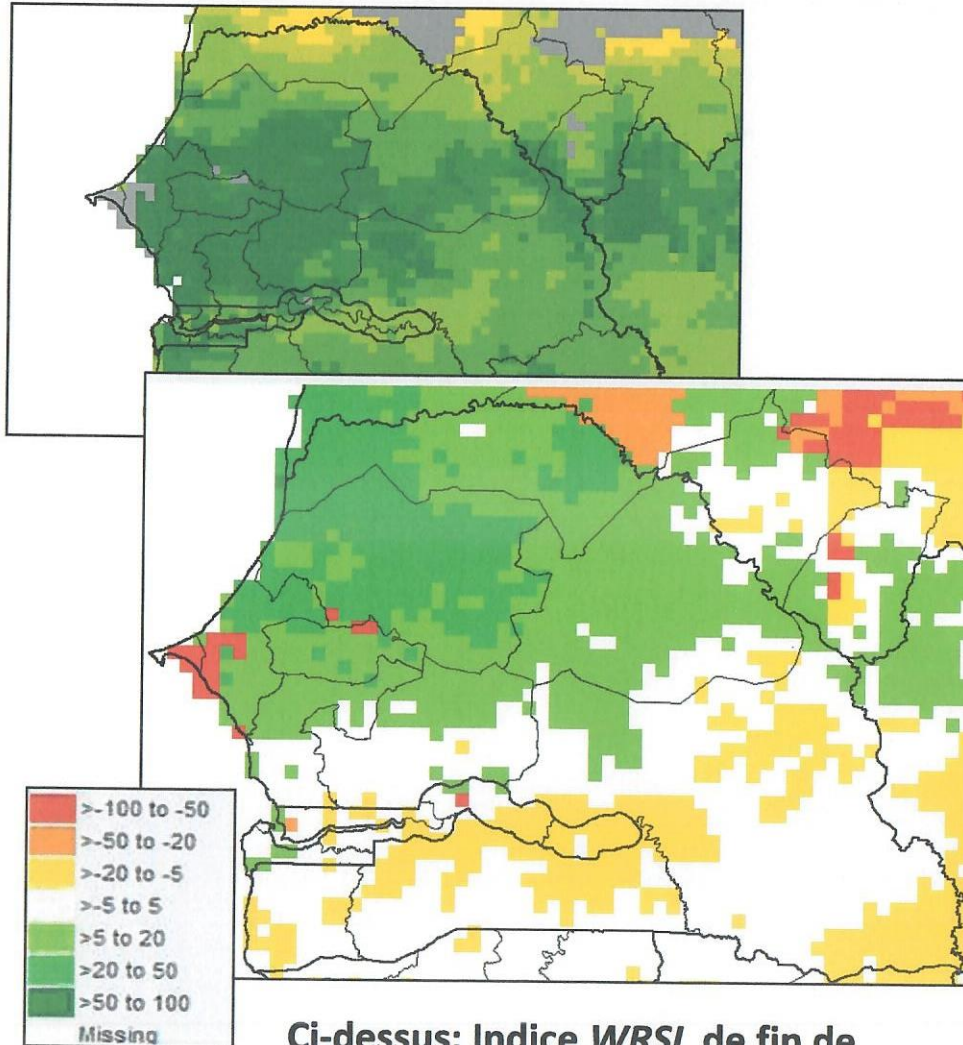 >-100 to -50
>-50 to -20
>-20 to -5
>-5 to 5
>5 to 20
>20 to 50
>50 to 100
Missing
Ci-dessus: Indice WRSI de fin de